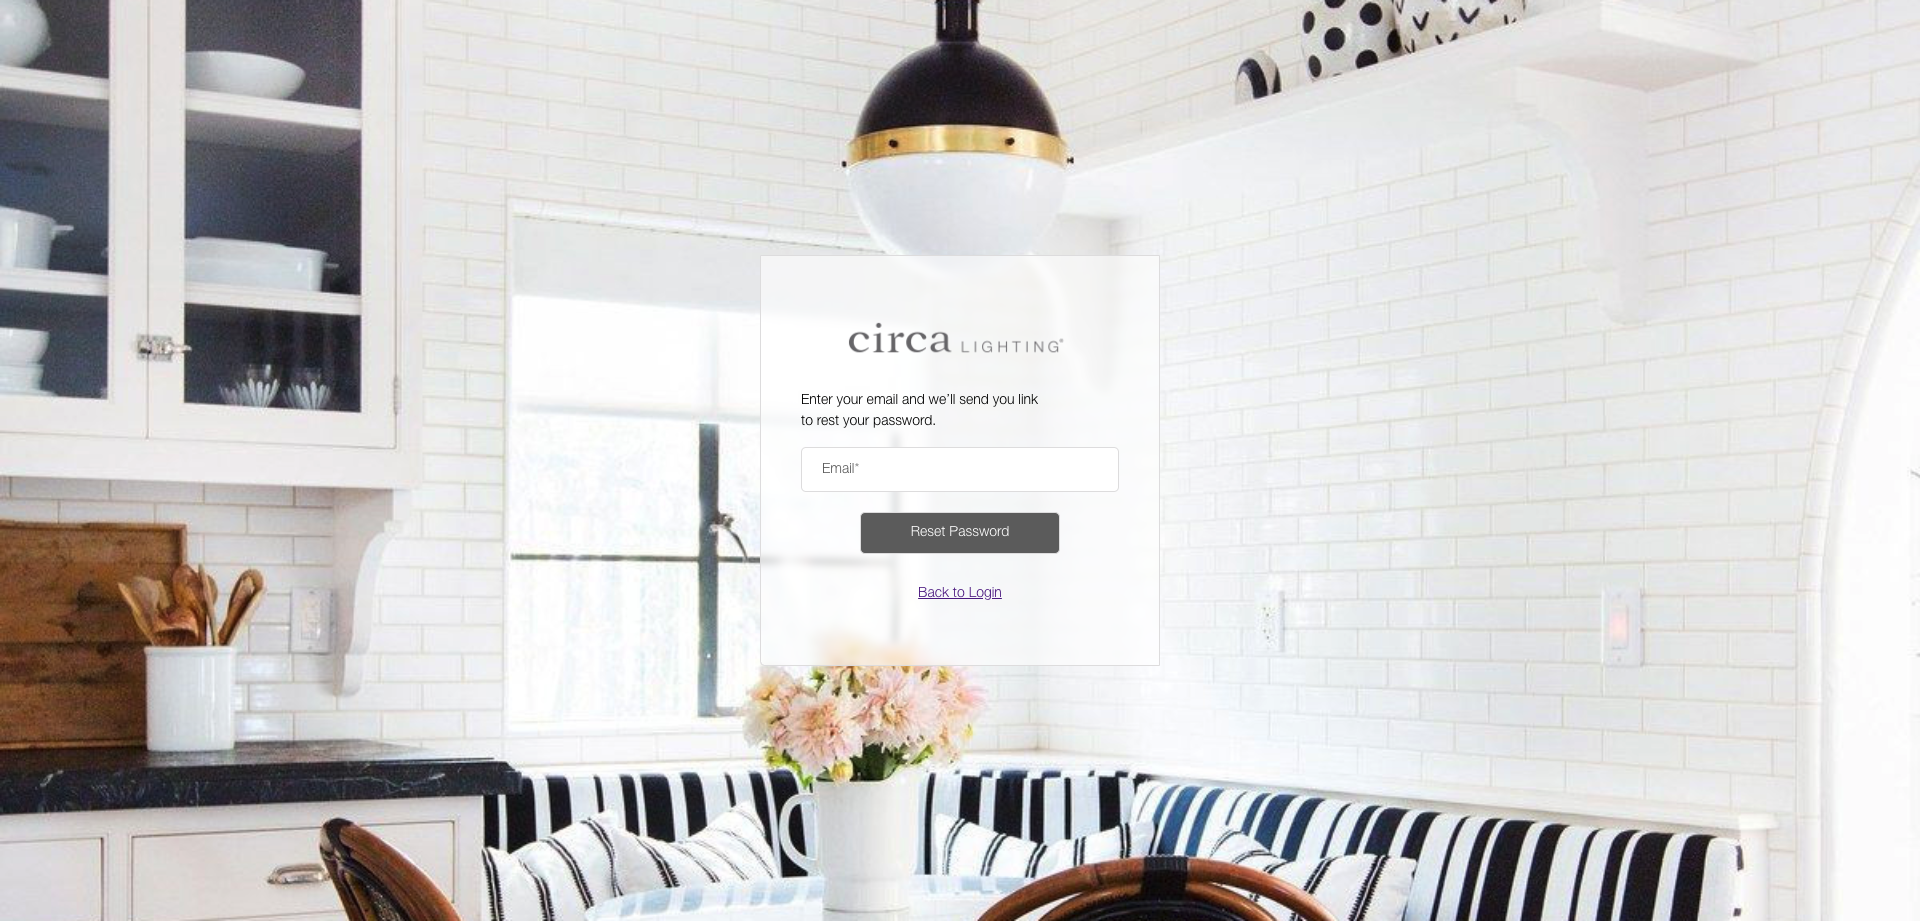 circa LIGHTING®
Enter your email and we'll send you link
to rest your password.
Email*
Reset Password
Back to Login